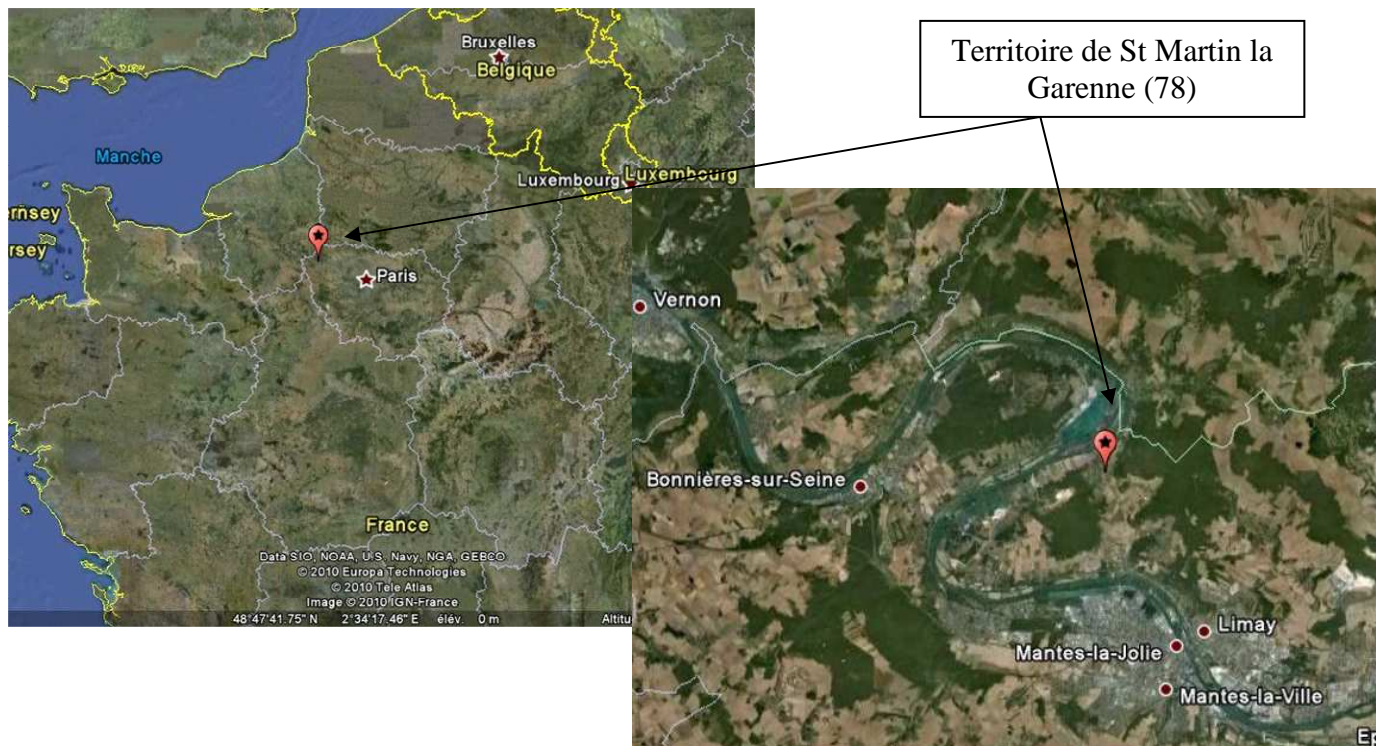 Territoire de St Martin la
Garenne (78)
Bruxelles
Belgique
Manche
Luxembourg
Luxembourg
ernsey
rsey
Paris
France
Data SIO, NOAA, U.S. Navy, NGA, GEBCO
© 2010 Europa Technologies
© 2010 Tele Atlas
Image © 2010 IGN-France
48°47'41.75" N 2°34'17.46" E élév. 0 m Altitu
Vernon
Bonnières-sur-Seine
Limay
Mantes-la-Jolie
Mantes-la-Ville
Ep